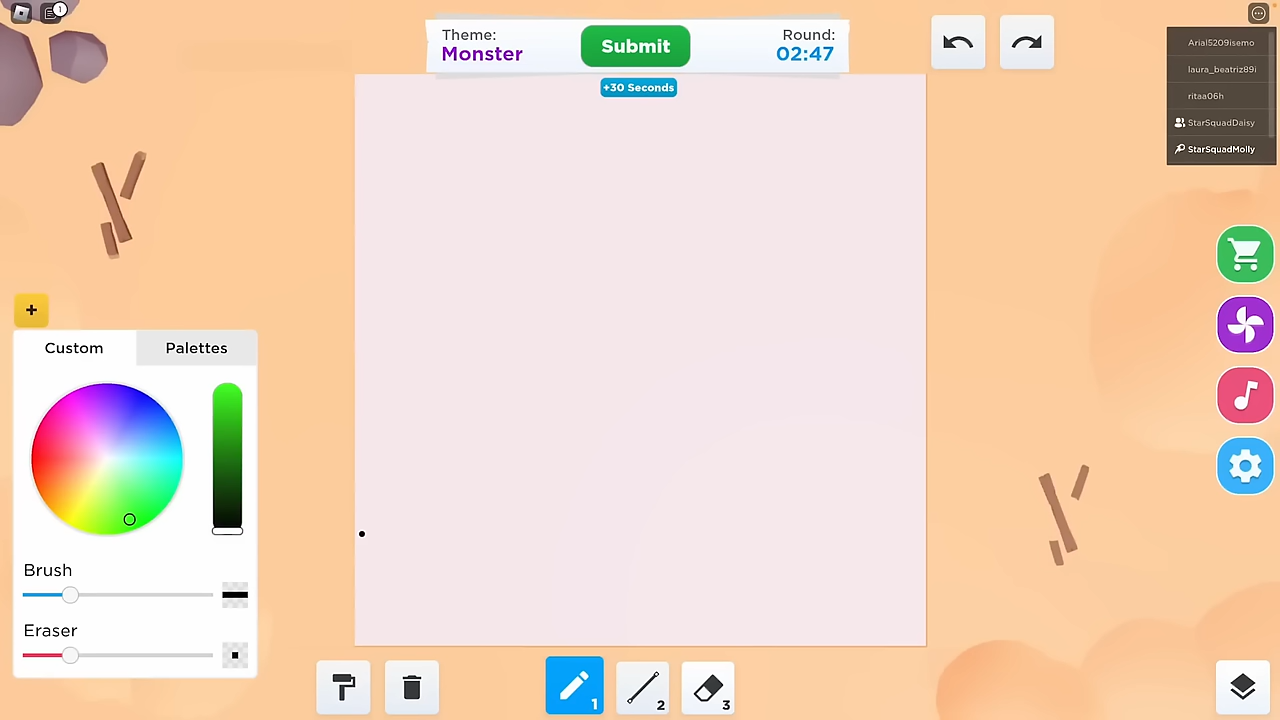 1
Theme:
Monster
Submit
Round:
02:47
+30 Seconds
Arial5209isemo
laura_beatriz89i
ritaa06h
StarSquadDaisy
StarSquadMolly
+
Custom
Palettes
Brush
Eraser
1
2
3